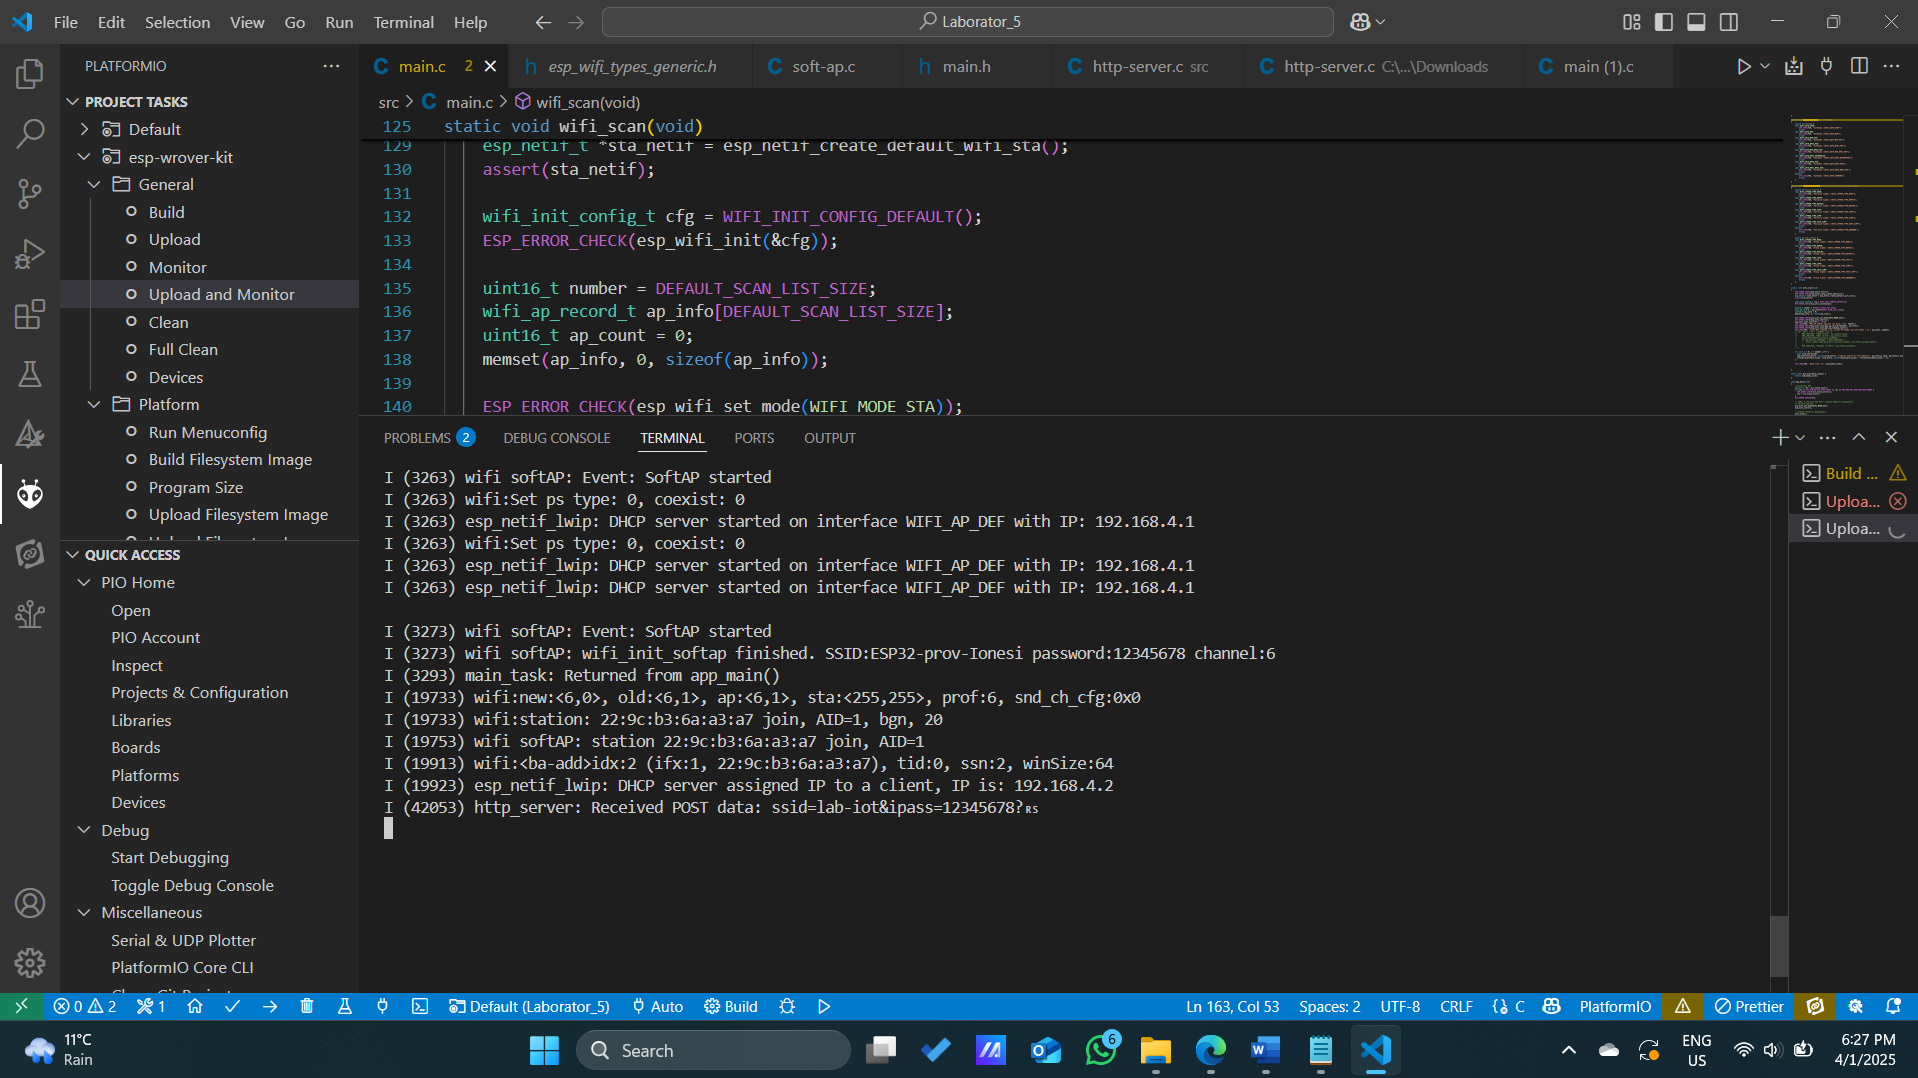 File Edit Selection View Go Run Terminal Help
Laborator_5
PLATFORMIO
PROJECT TASKS
Default
esp-wrover-kit
General
Build
Upload
Monitor
Upload and Monitor
Clean
Full Clean
Devices
Platform
Run Menuconfig
Build Filesystem Image
Program Size
Upload Filesystem Image
QUICK ACCESS
PIO Home
Open
PIO Account
Inspect
Projects & Configuration
Libraries
Boards
Platforms
Devices
Debug
Start Debugging
Toggle Debug Console
Miscellaneous
Serial & UDP Plotter
PlatformIO Core CLI
main.c 2 esp_wifi_types_generic.h soft-ap.c main.h http-server.c src http-server.c C:\...\Downloads main (1).c
src > C main.c > wifi_scan(void)
125 static void wifi_scan(void)
129 esp_netif_t *sta_netif = esp_netif_create_default_wifi_sta();
130 assert(sta_netif);
131
132 wifi_init_config_t cfg = WIFI_INIT_CONFIG_DEFAULT();
133 ESP_ERROR_CHECK(esp_wifi_init(&cfg));
134
135 uint16_t number = DEFAULT_SCAN_LIST_SIZE;
136 wifi_ap_record_t ap_info[DEFAULT_SCAN_LIST_SIZE];
137 uint16_t ap_count = 0;
138 memset(ap_info, 0, sizeof(ap_info));
139
140 ESP_ERROR_CHECK(esp_wifi_set_mode(WIFI_MODE_STA));
PROBLEMS 2 DEBUG CONSOLE TERMINAL PORTS OUTPUT
I (3263) wifi softAP: Event: SoftAP started
I (3263) wifi:Set ps type: 0, coexist: 0
I (3263) esp_netif_lwip: DHCP server started on interface WIFI_AP_DEF with IP: 192.168.4.1
I (3263) wifi:Set ps type: 0, coexist: 0
I (3263) esp_netif_lwip: DHCP server started on interface WIFI_AP_DEF with IP: 192.168.4.1
I (3263) esp_netif_lwip: DHCP server started on interface WIFI_AP_DEF with IP: 192.168.4.1
I (3273) wifi softAP: Event: SoftAP started
I (3273) wifi softAP: wifi_init_softap finished. SSID:ESP32-prov-Ionesi password:12345678 channel:6
I (3293) main_task: Returned from app_main()
I (19733) wifi:new:<6,0>, old:<6,1>, ap:<6,1>, sta:<255,255>, prof:6, snd_ch_cfg:0x0
I (19733) wifi:station: 22:9c:b3:6a:a3:a7 join, AID=1, bgn, 20
I (19753) wifi softAP: station 22:9c:b3:6a:a3:a7 join, AID=1
I (19913) wifi:<ba-add>idx:2 (ifx:1, 22:9c:b3:6a:a3:a7), tid:0, ssn:2, winSize:64
I (19923) esp_netif_lwip: DHCP server assigned IP to a client, IP is: 192.168.4.2
I (42053) http_server: Received POST data: ssid=lab-iot&ipass=12345678?␞
Build ...
Uploa...
Uploa...
0 2 1 Default (Laborator_5) Auto Build Ln 163, Col 53 Spaces: 2 UTF-8 CRLF {} C PlatformIO Prettier
11°C
Rain
Search
6
ENG
US
6:27 PM
4/1/2025